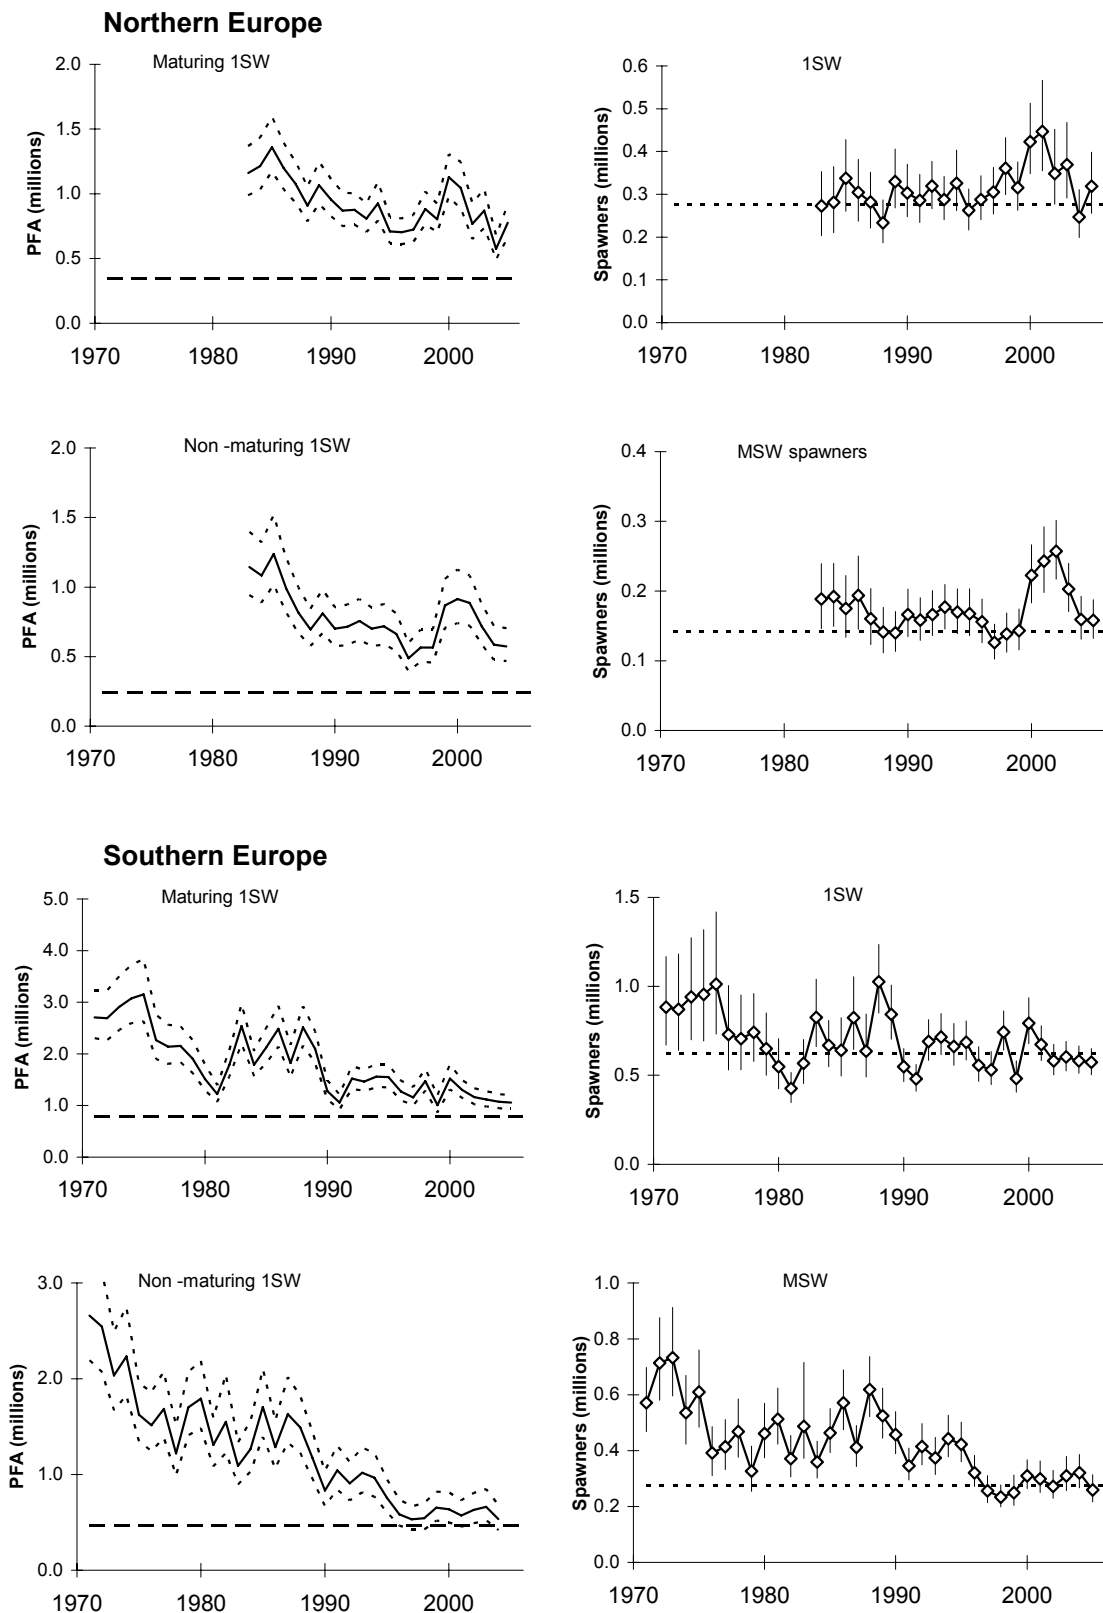 Northern Europe
Maturing 1SW
PFA (millions)
2.0
1.5
1.0
0.5
0.0
1970 1980 1990 2000
1SW
Spawners (millions)
0.6
0.5
0.4
0.3
0.2
0.1
0.0
1970 1980 1990 2000
Non -maturing 1SW
PFA (millions)
2.0
1.5
1.0
0.5
0.0
1970 1980 1990 2000
MSW spawners
Spawners (millions)
0.4
0.3
0.2
0.1
0.0
1970 1980 1990 2000
Southern Europe
Maturing 1SW
PFA (millions)
5.0
4.0
3.0
2.0
1.0
0.0
1970 1980 1990 2000
1SW
Spawners (millions)
1.5
1.0
0.5
0.0
1970 1980 1990 2000
Non -maturing 1SW
PFA (millions)
3.0
2.0
1.0
0.0
1970 1980 1990 2000
MSW
Spawners (millions)
1.0
0.8
0.6
0.4
0.2
0.0
1970 1980 1990 2000